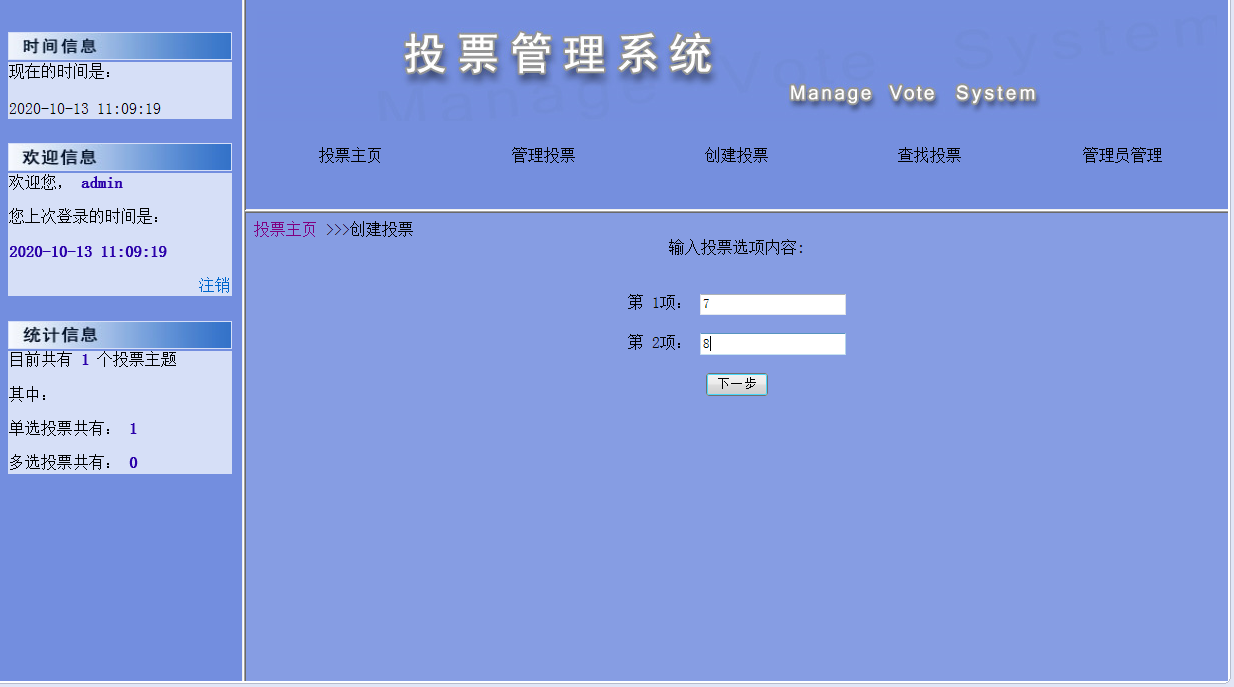 时间信息
现在的时间是：
2020-10-13 11:09:19
欢迎信息
欢迎您， admin
您上次登录的时间是：
2020-10-13 11:09:19
注销
统计信息
目前共有 1 个投票主题
其中：
单选投票共有： 1
多选投票共有： 0
投票管理系统
Manage Vote System
Manage Vote System
投票主页 管理投票 创建投票 查找投票 管理员管理
投票主页 >>>创建投票
输入投票选项内容:
第 1项： 7
第 2项： 8
下一步